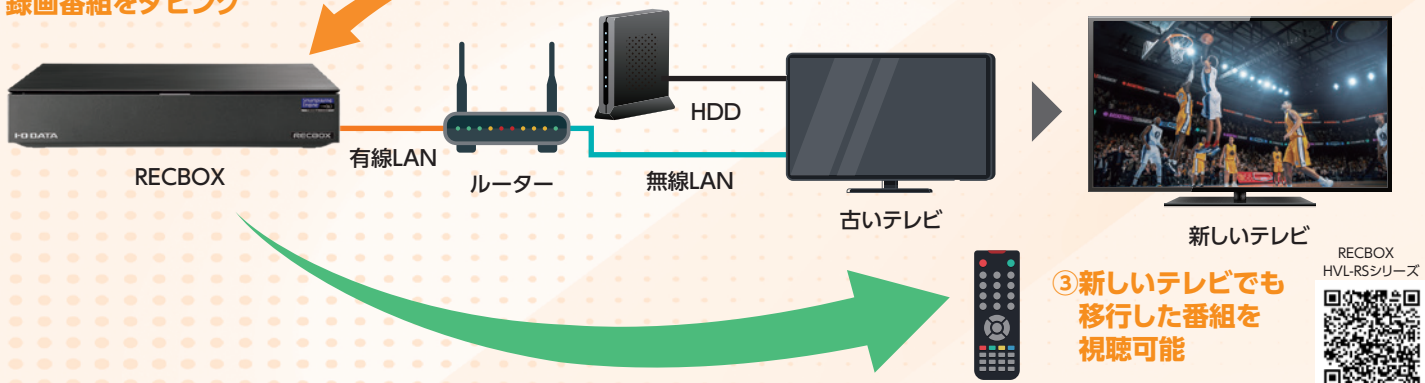 録画番組をダビング
I-O DATA
RECBOX
RECBOX
有線LAN
ルーター
HDD
無線LAN
古いテレビ
新しいテレビ
③新しいテレビでも
移行した番組を
視聴可能
RECBOX
HVL-RSシリーズ